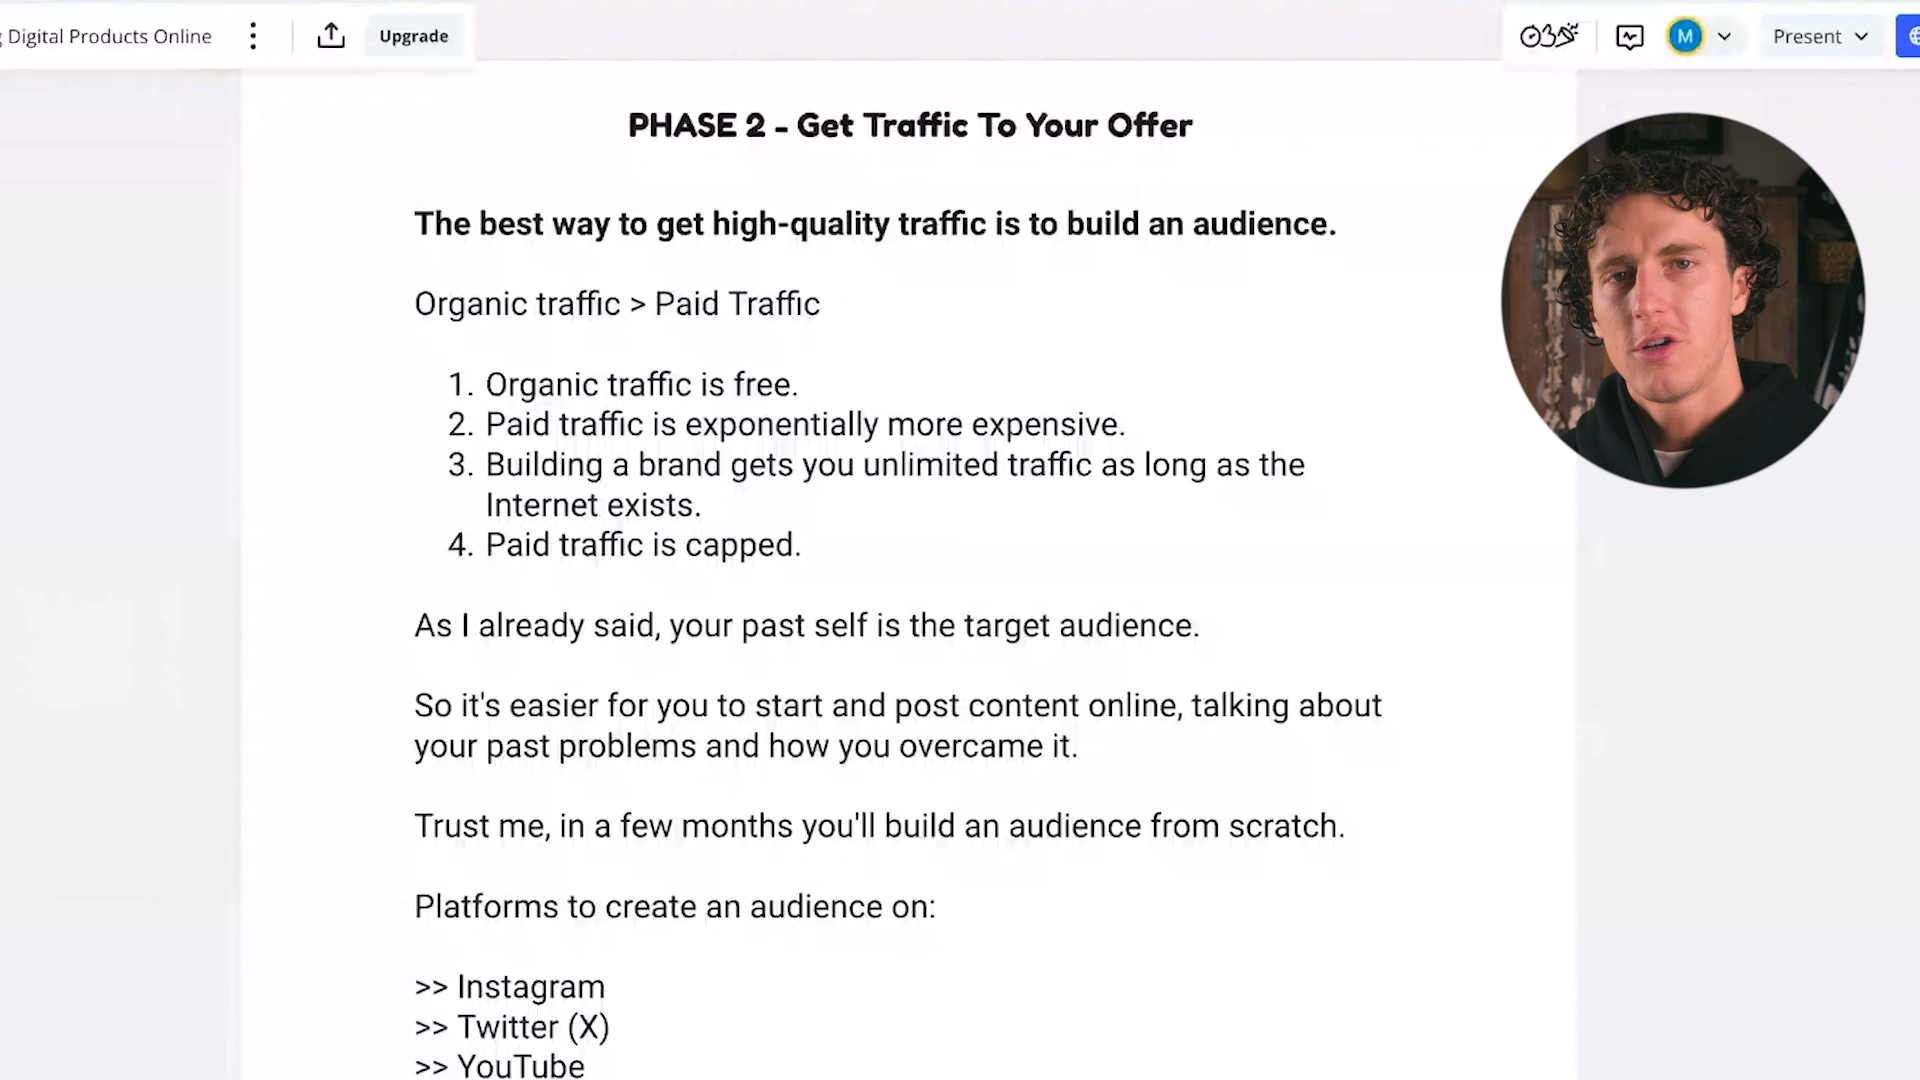 Digital Products Online
Upgrade
M
Present
PHASE 2 - Get Traffic To Your Offer
The best way to get high-quality traffic is to build an audience.
Organic traffic > Paid Traffic
1. Organic traffic is free.
2. Paid traffic is exponentially more expensive.
3. Building a brand gets you unlimited traffic as long as the
Internet exists.
4. Paid traffic is capped.
As I already said, your past self is the target audience.
So it's easier for you to start and post content online, talking about
your past problems and how you overcame it.
Trust me, in a few months you'll build an audience from scratch.
Platforms to create an audience on:
>> Instagram
>> Twitter (X)
>> YouTube